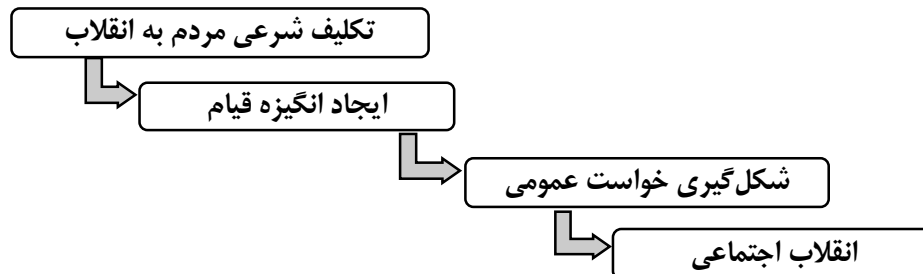 تکلیف شرعی مردم به انقلاب
ایجاد انگیزه قیام
شکل‌گیری خواست عمومی
انقلاب اجتماعی